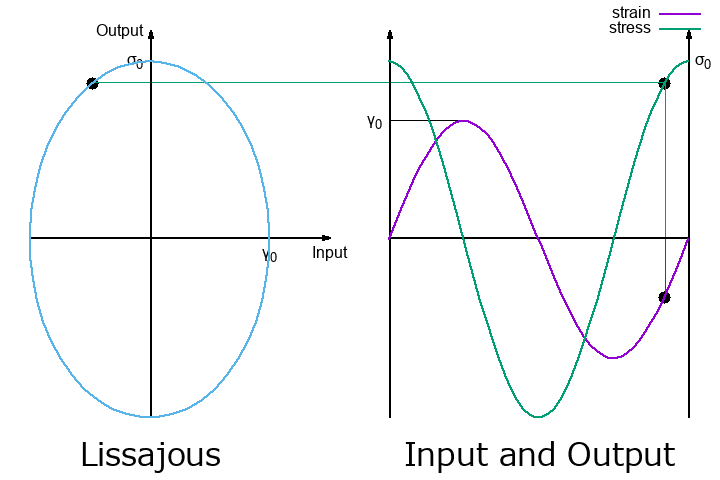 strain
stress
Output
σ0
σ0
γ0
γ0
Input
Lissajous
Input and Output